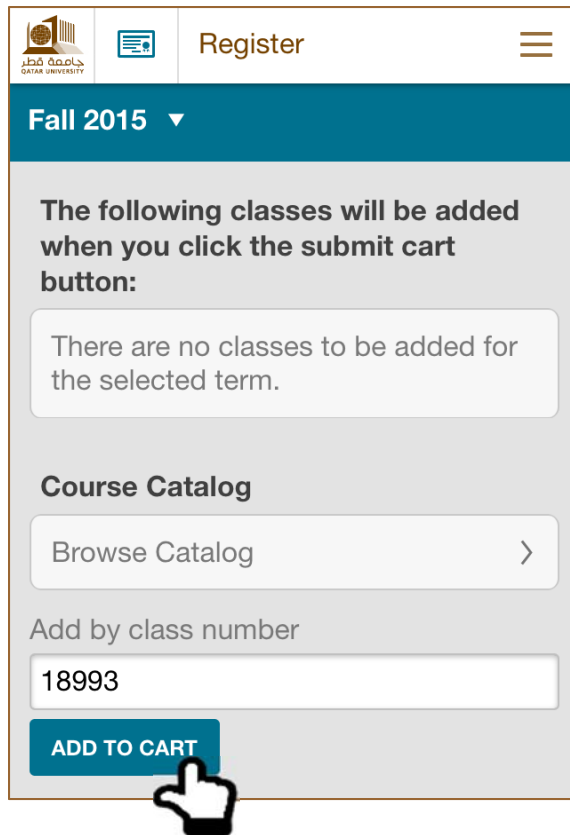 جامعة قطر
QATAR UNIVERSITY
Register
Fall 2015
The following classes will be added
when you click the submit cart
button:
There are no classes to be added for
the selected term.
Course Catalog
Browse Catalog
Add by class number
18993
ADD TO CART